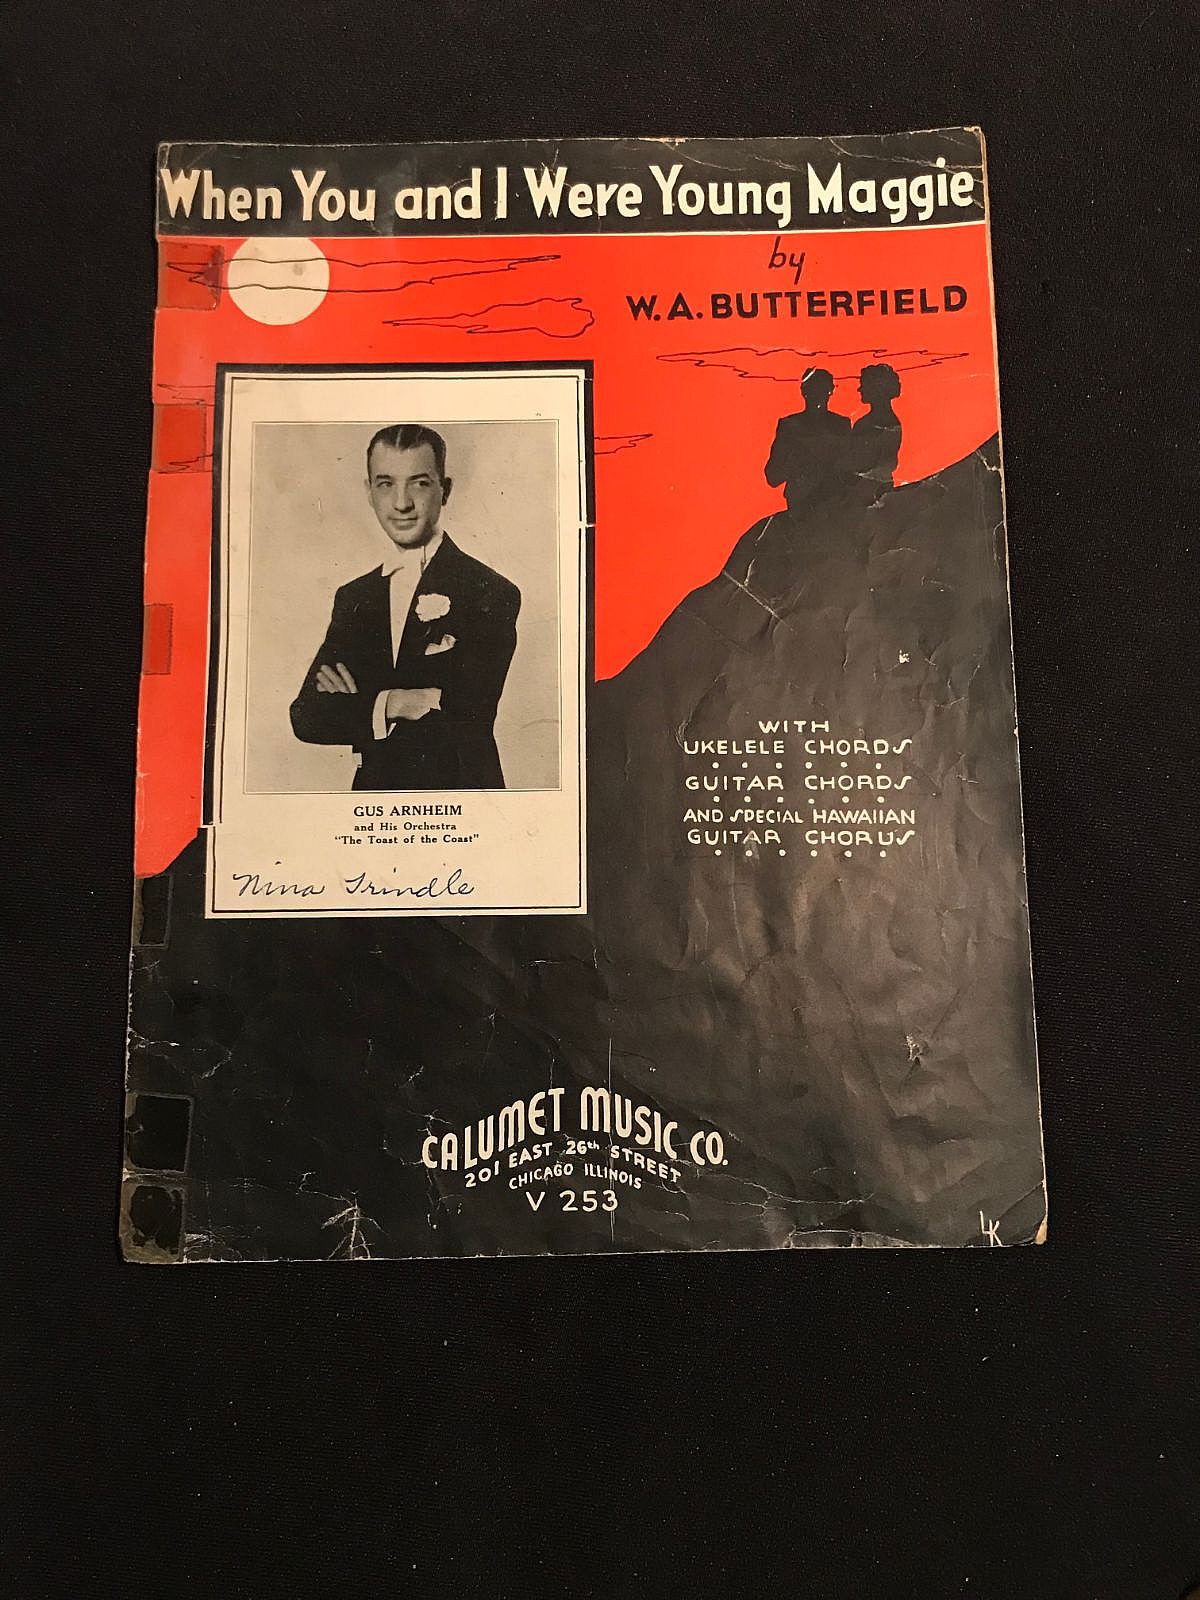 When You and I Were Young Maggie
by
W.A. BUTTERFIELD
GUS ARNHEIM
and His Orchestra
"The Toast of the Coast"
Nina Trindle
WITH
UKELELE CHORDS
GUITAR CHORDS
AND SPECIAL HAWAIIAN
GUITAR CHORUS
CALUMET MUSIC CO.
201 EAST 26th STREET
CHICAGO ILLINOIS
V 253
LK